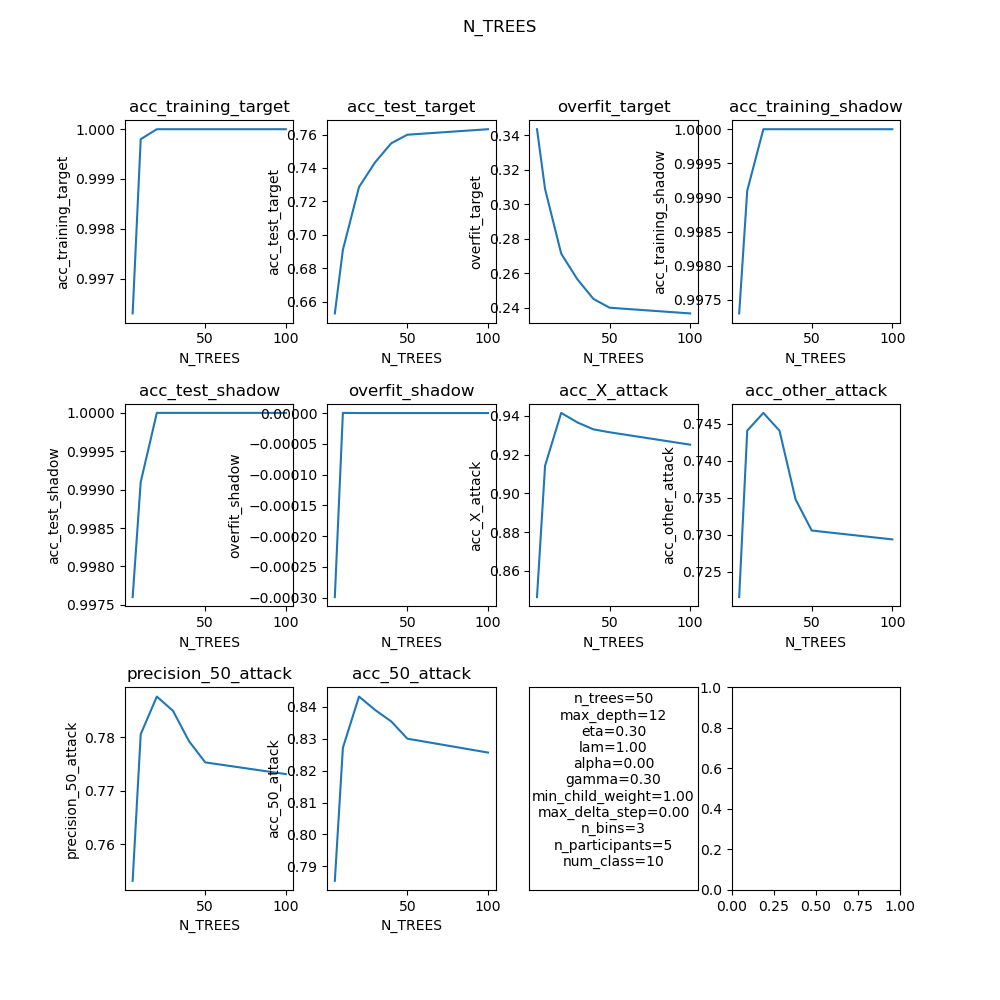 N_TREES
acc_training_target
acc_test_target
overfit_target
acc_training_shadow
1.000
0.999
0.998
0.997
acc_training_target
50
100
N_TREES
0.76
0.74
0.72
0.70
0.68
0.66
acc_test_target
50
100
N_TREES
0.34
0.32
0.30
0.28
0.26
0.24
overfit_target
50
100
N_TREES
1.0000
0.9995
0.9990
0.9985
0.9980
0.9975
acc_training_shadow
50
100
N_TREES
acc_test_shadow
overfit_shadow
acc_X_attack
acc_other_attack
1.0000
0.9995
0.9990
0.9985
0.9980
0.9975
acc_test_shadow
50
100
N_TREES
0.00000
−0.00005
−0.00010
−0.00015
−0.00020
−0.00025
−0.00030
overfit_shadow
50
100
N_TREES
0.94
0.92
0.90
0.88
0.86
acc_X_attack
50
100
N_TREES
0.745
0.740
0.735
0.730
0.725
acc_other_attack
50
100
N_TREES
precision_50_attack
acc_50_attack
0.78
0.77
0.76
precision_50_attack
50
100
N_TREES
0.84
0.83
0.82
0.81
0.80
0.79
acc_50_attack
50
100
N_TREES
n_trees=50
max_depth=12
eta=0.30
lam=1.00
alpha=0.00
gamma=0.30
min_child_weight=1.00
max_delta_step=0.00
n_bins=3
n_participants=5
num_class=10
1.0
0.8
0.6
0.4
0.2
0.0
0.00
0.25
0.50
0.75
1.00